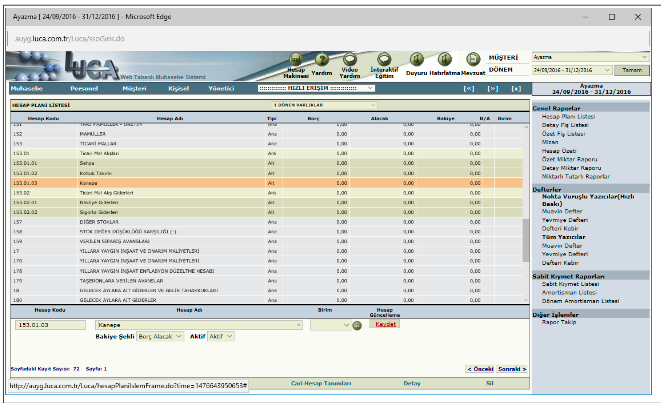 Ayazma [ 24/09/2016 - 31/12/2016 ] - Microsoft Edge
auyg.luca.com.tr/Luca/ssoGiris.do
LUCA
Web Tabanlı Muhasebe Sistemi
Hesap Makinesi Yardım Video Yardım İnteraktif Eğitim Duyuru Hatırlatma Mevzuat
MÜŞTERİ Ayazma
DÖNEM 24/09/2016 - 31/12/2016 Tamam
Muhasebe Personel Müşteri Kişisel Yönetici
HIZLI ERİŞİM
[«] [»] [x]
Ayazma
24/09/2016 - 31/12/2016
HESAP PLANI LİSTESİ
I DÖNEN VARLIKLAR
Hesap Kodu Hesap Adı Tipi Borç Alacak Bakiye B/A Birim
151 Ana 0,00 0,00 0,00
152 MAMÜLLER Ana 0,00 0,00 0,00
153 TİCARİ MALLAR Ana 0,00 0,00 0,00
153.01 Ticari Mal Alışları Ana 0,00 0,00 0,00
153.01.01 Sehpa Alt 0,00 0,00 0,00
153.01.02 Koltuk Takımı Alt 0,00 0,00 0,00
153.01.03 Kanepe Alt 0,00 0,00 0,00
153.02 Ticari Mal Alış Giderleri Ana 0,00 0,00 0,00
153.02.01 Nakliye Giderleri Alt 0,00 0,00 0,00
153.02.02 Sigorta Giderleri Alt 0,00 0,00 0,00
157 DİĞER STOKLAR Ana 0,00 0,00 0,00
158 STOK DEĞER DÜŞÜKLÜĞÜ KARŞILIĞI (-) Ana 0,00 0,00 0,00
159 VERİLEN SİPARİŞ AVANSLARI Ana 0,00 0,00 0,00
17 YILLARA YAYGIN İNŞAAT VE ONARIM MALİYETLERİ Ana 0,00 0,00 0,00
170 YILLARA YAYGIN İNŞAAT VE ONARIM MALİYETLERİ Ana 0,00 0,00 0,00
178 YILLARA YAYGIN İNŞAAT ENFLASYON DÜZELTME HESABI Ana 0,00 0,00 0,00
179 TAŞERONLARA VERİLEN AVANSLAR Ana 0,00 0,00 0,00
18 GELECEK AYLARA AİT GİDERLER VE GELİR TAHAKKUKLARI Ana 0,00 0,00 0,00
180 GELECEK AYLARA AİT GİDERLER Ana 0,00 0,00 0,00
Hesap Kodu Hesap Adı Birim Hesap Güncelleme
153.01.03 Kanepe Kaydet
Bakiye Şekli Borç Alacak Aktif Aktif
Sayfadaki Kayıt Sayısı: 72 Sayfa: 1
< Önceki Sonraki >
http://auyg.luca.com.tr/Luca/hesapPlaniIslemFrame.do?time=1476643950653#
Cari Hesap Tanımları Detay Sil
Genel Raporlar
Hesap Planı Listesi
Detay Fiş Listesi
Özet Fiş Listesi
Mizan
Hesap Özeti
Özet Miktar Raporu
Detay Miktar Raporu
Miktarlı Tutarlı Raporlar
Defterler
Nokta Vuruşlu Yazıcılar(Hızlı Baskı)
Muavin Defter
Yevmiye Defteri
Defteri Kebir
Tüm Yazıcılar
Muavin Defter
Yevmiye Defteri
Defteri Kebir
Sabit Kıymet Raporları
Sabit Kıymet Listesi
Amortisman Listesi
Dönem Amortisman Listesi
Diğer İşlemler
Rapor Takip